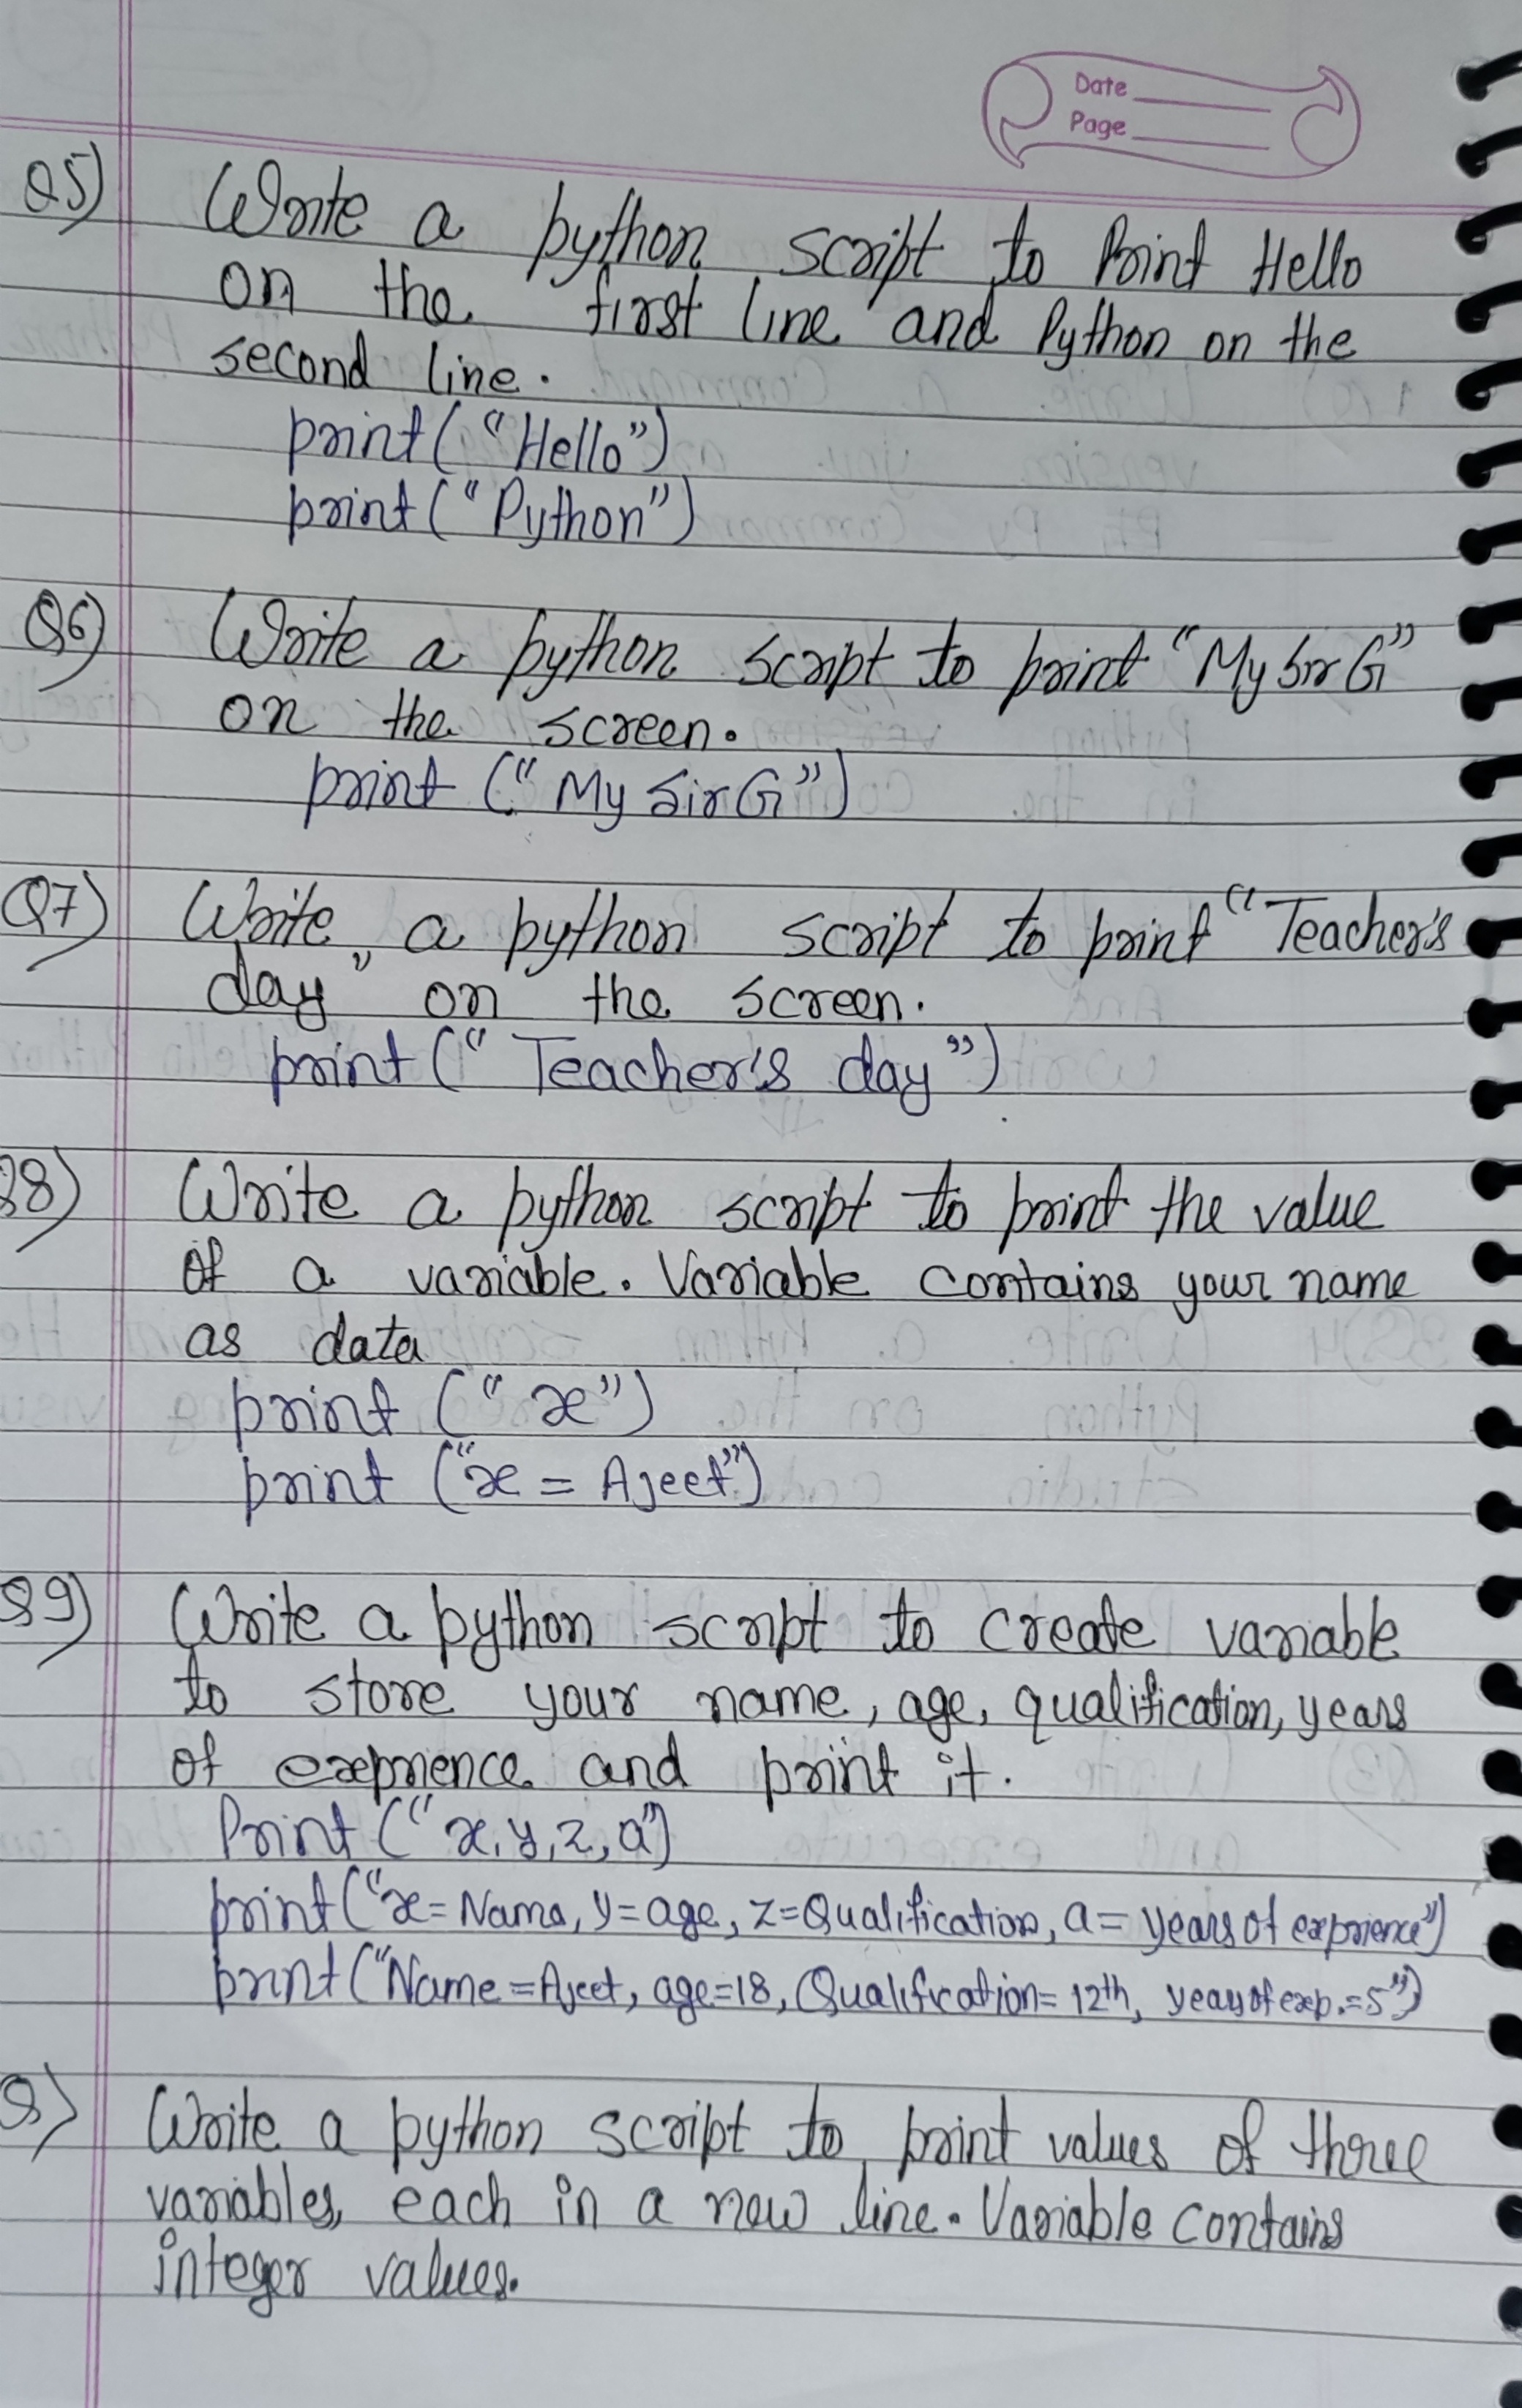 Date
Page
Q5) Write a python script to Print Hello
on the first line and Python on the
second line.
print("Hello")
print("Python")
Q6) Write a python script to print "My Sir G"
on the screen.
print ("My Sir G")
Q7) Write a python script to print "Teacher's
day" on the screen.
print ("Teacher's day")
Q8) Write a python script to print the value
of a variable. Variable contains your name
as data
print ("x")
print ("x = Ajeet")
Q9) Write a python script to create variable
to store your name, age, qualification, years
of exeprience and print it.
Print ("x, y, z, a")
print("x=Name, y=age, z=Qualification, a= years of exprience")
print("Name=Ajeet, age=18, Qualification= 12th, years of exp.=5")
Q) Write a python script to print values of three
variables, each in a new line. Variable contains
integer values.